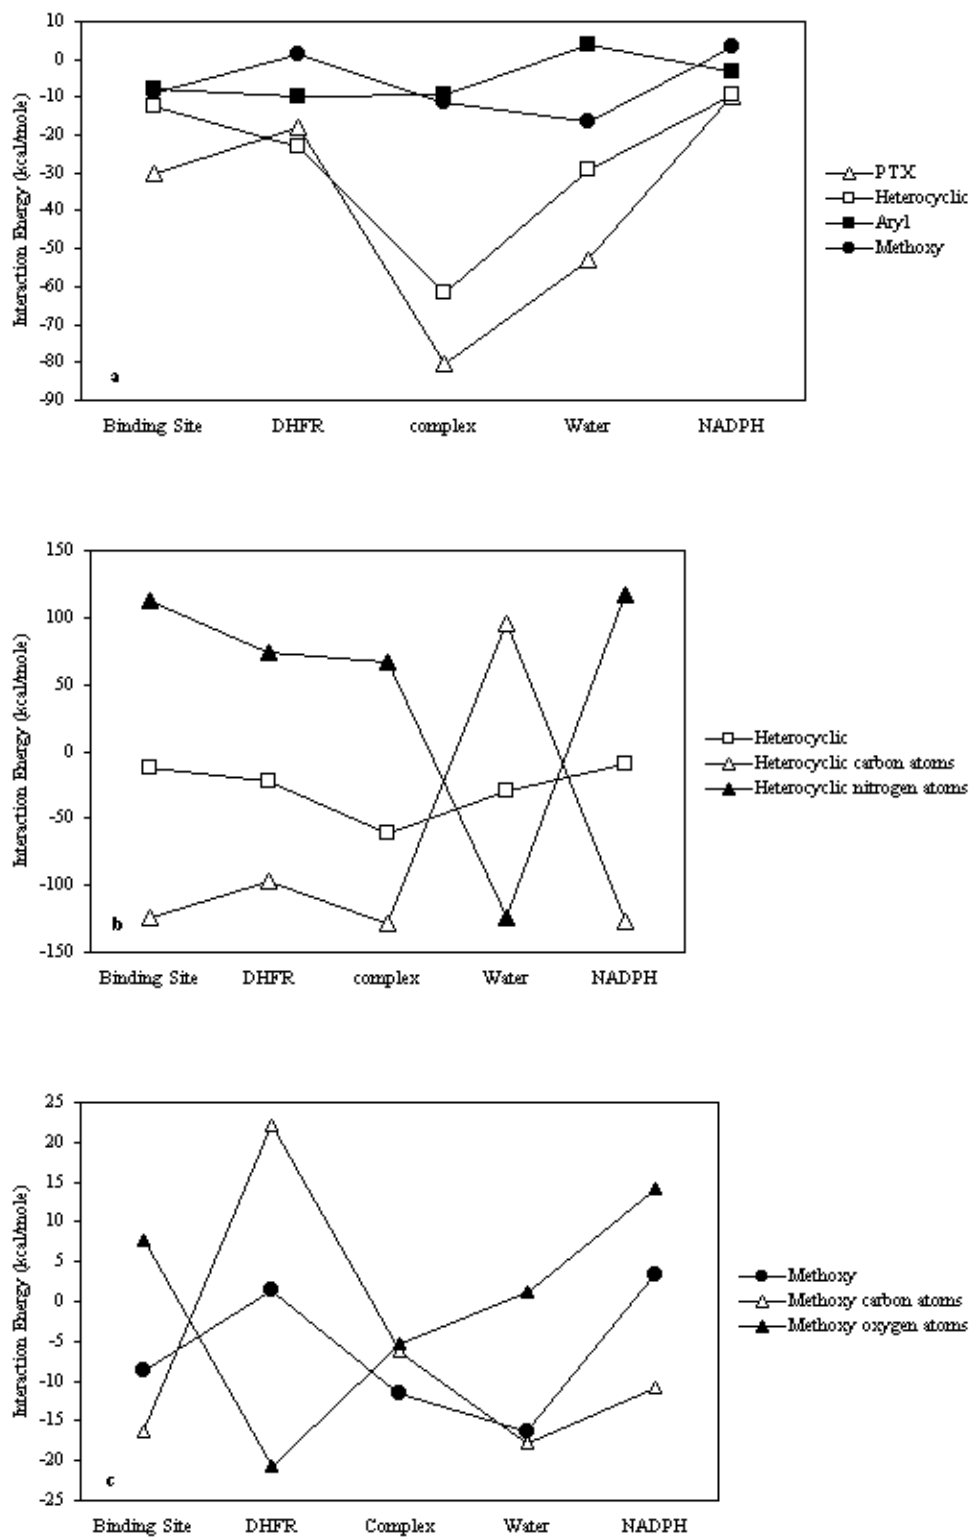 10
0
-10
-20
-30
-40
-50
-60
-70
-80
-90
Interaction Energy (kcal/mole)
a
Binding Site DHFR complex Water NADPH
PTX
Heterocyclic
Aryl
Methoxy
150
100
50
0
-50
-100
-150
Interaction Energy (kcal/mole)
b
Binding Site DHFR complex Water NADPH
Heterocyclic
Heterocyclic carbon atoms
Heterocyclic nitrogen atoms
25
20
15
10
5
0
-5
-10
-15
-20
-25
Interaction Energy (kcal/mole)
c
Binding Site DHFR Complex Water NADPH
Methoxy
Methoxy carbon atoms
Methoxy oxygen atoms